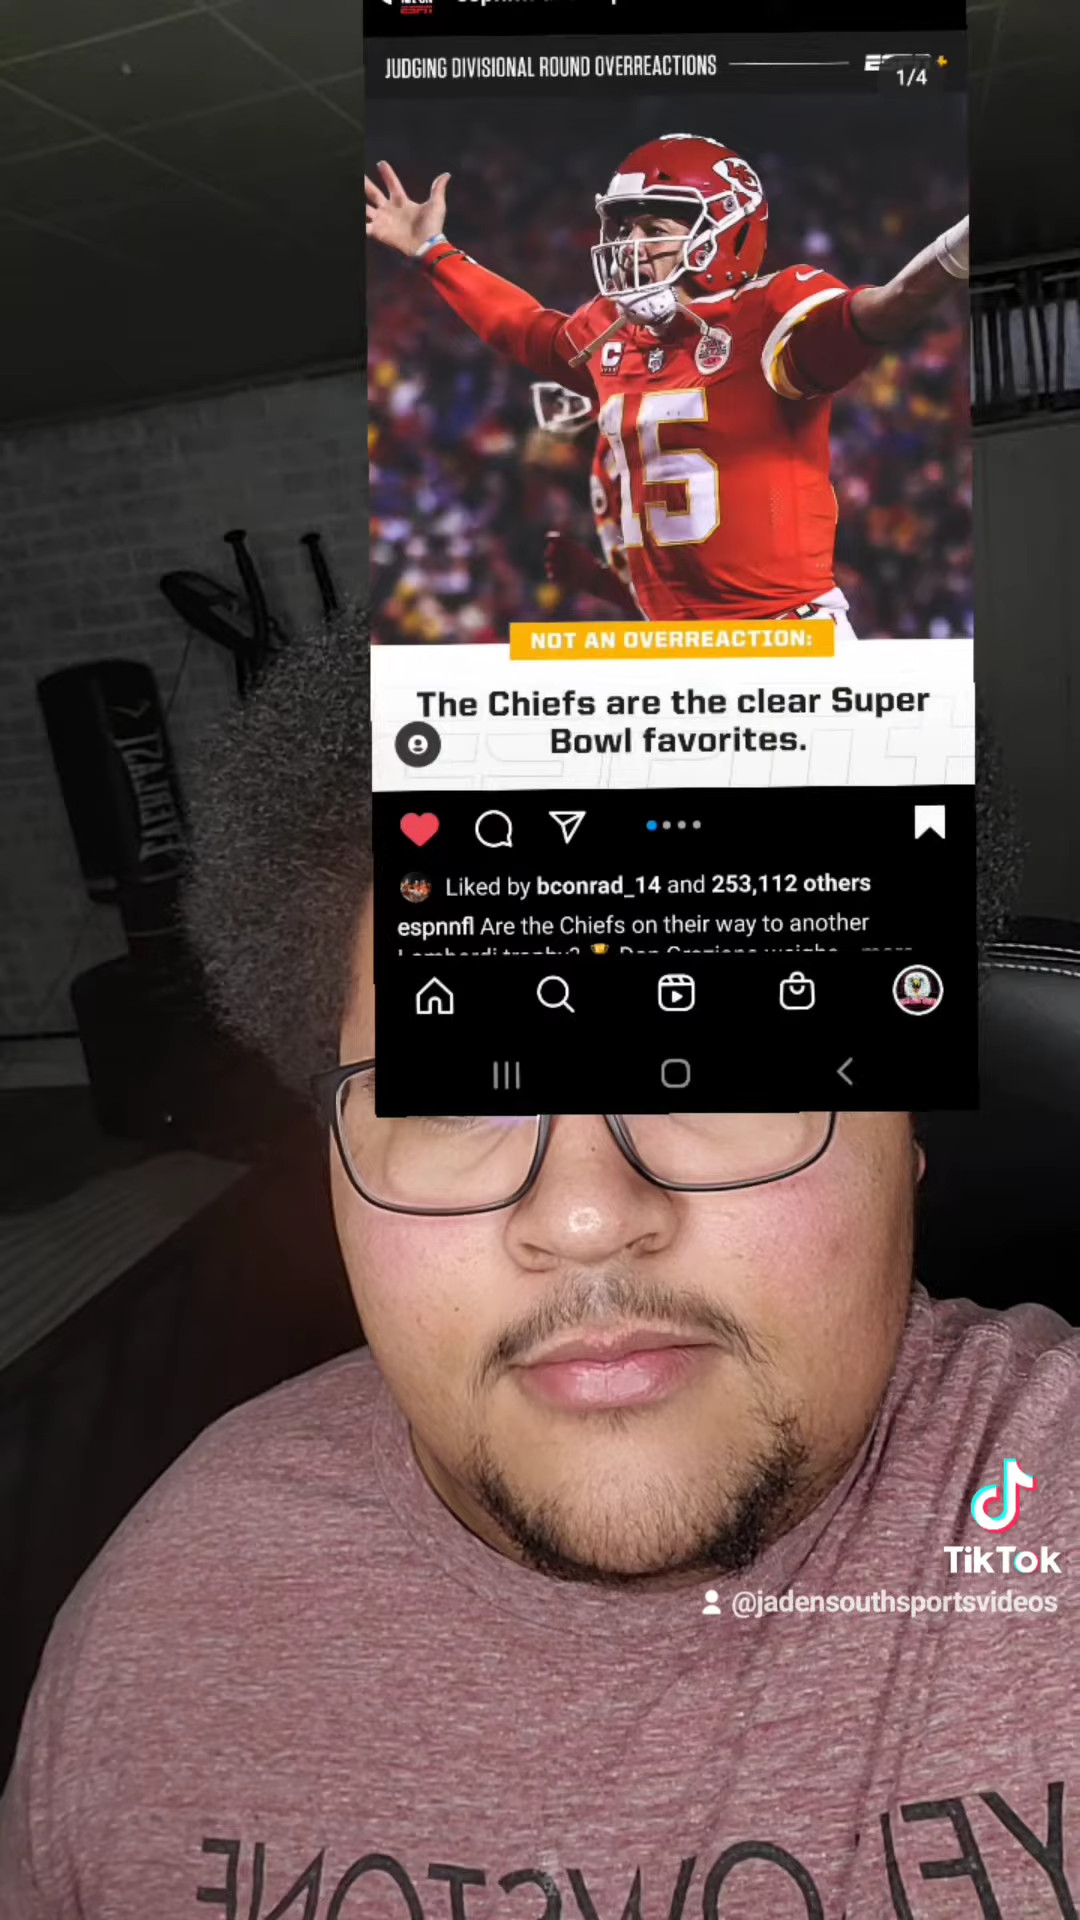 JUDGING DIVISIONAL ROUND OVERREACTIONS
1/4
C
15
NOT AN OVERREACTION:
The Chiefs are the clear Super
Bowl favorites.
Liked by bconrad_14 and 253,112 others
espnnfl Are the Chiefs on their way to another
TikTok
@jadensouthsportsvideos
YELLOWSTONE